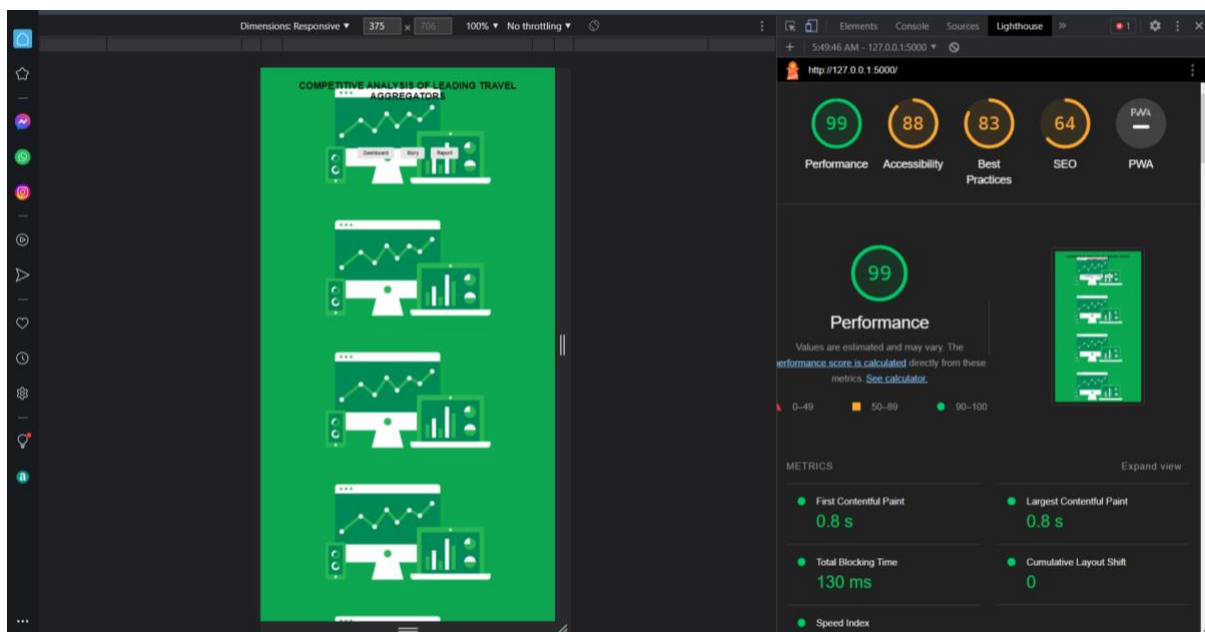 Dimensions: Responsive ▼ 375 x 706 100% ▼ No throttling ▼
Elements Console Sources Lighthouse » 1
+ 5:49:46 AM - 127.0.0.1:5000 ▼
http://127.0.0.1:5000/
COMPETITIVE ANALYSIS OF LEADING TRAVEL
AGGREGATORS
Dashboard Story Report
99 88 83 64 PWA
Performance Accessibility Best SEO PWA
Practices
99
Performance
Values are estimated and may vary. The
erformance score is calculated directly from these
metrics. See calculator.
0–49 50–89 90–100
METRICS Expand view
First Contentful Paint Largest Contentful Paint
0.8 s 0.8 s
Total Blocking Time Cumulative Layout Shift
130 ms 0
Speed Index